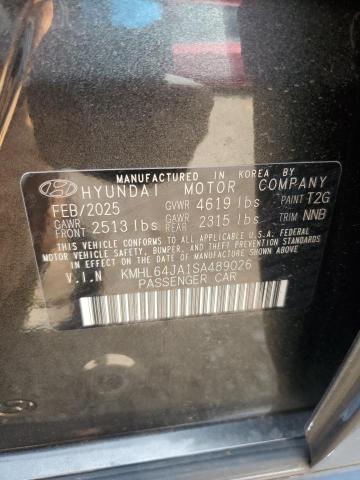 MANUFACTURED IN KOREA BY
HYUNDAI MOTOR COMPANY
FEB/2025 GVWR 4619 lbs PAINT T2G
GAWR FRONT 2513 lbs GAWR REAR 2315 lbs TRIM NNB
THIS VEHICLE CONFORMS TO ALL APPLICABLE U.S.A. FEDERAL
MOTOR VEHICLE SAFETY, BUMPER, AND THEFT PREVENTION
STANDARDS IN EFFECT ON THE DATE OF MANUFACTURE SHOWN ABOVE.
V.I.N KMHL64JA1SA489026
PASSENGER CAR